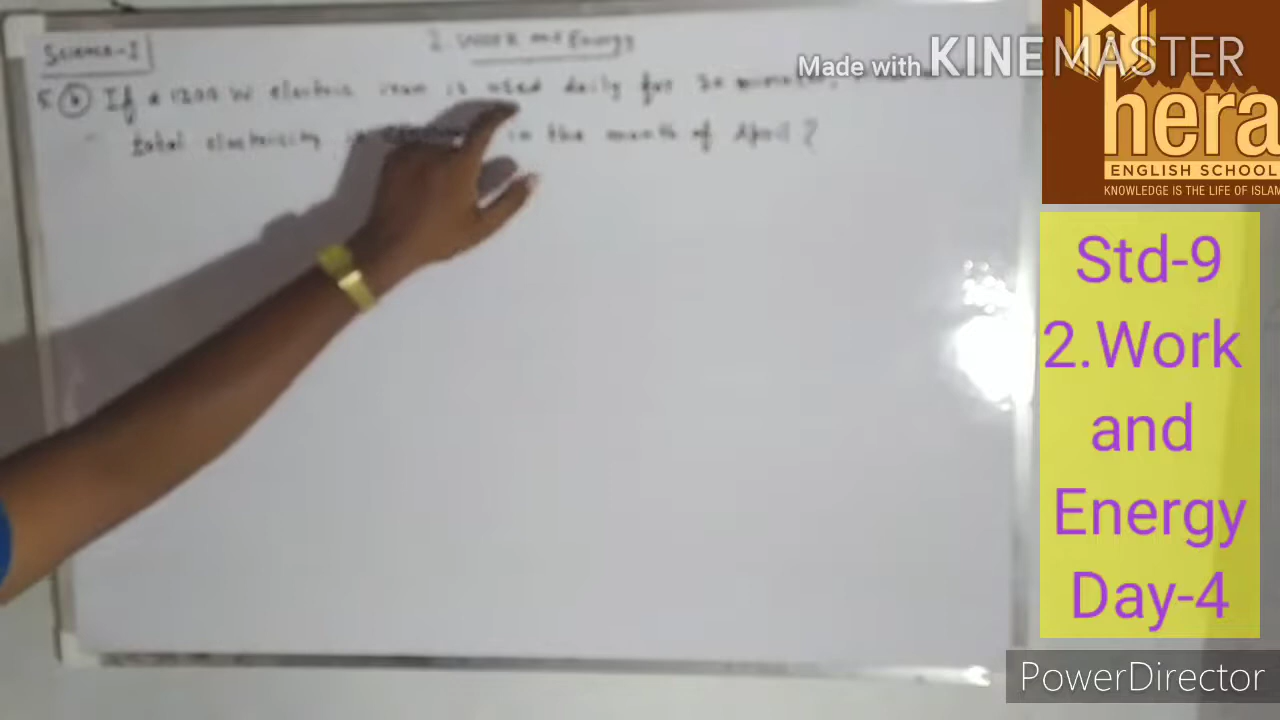 Science-I
2. Work and Energy
5. b If a 1200 W electric iron is used daily for 30
total electricity is in the month of April ?
Made with KINEMASTER
hera
ENGLISH SCHOOL
KNOWLEDGE IS THE LIFE OF ISLAM
Std-9
2.Work
and
Energy
Day-4
PowerDirector